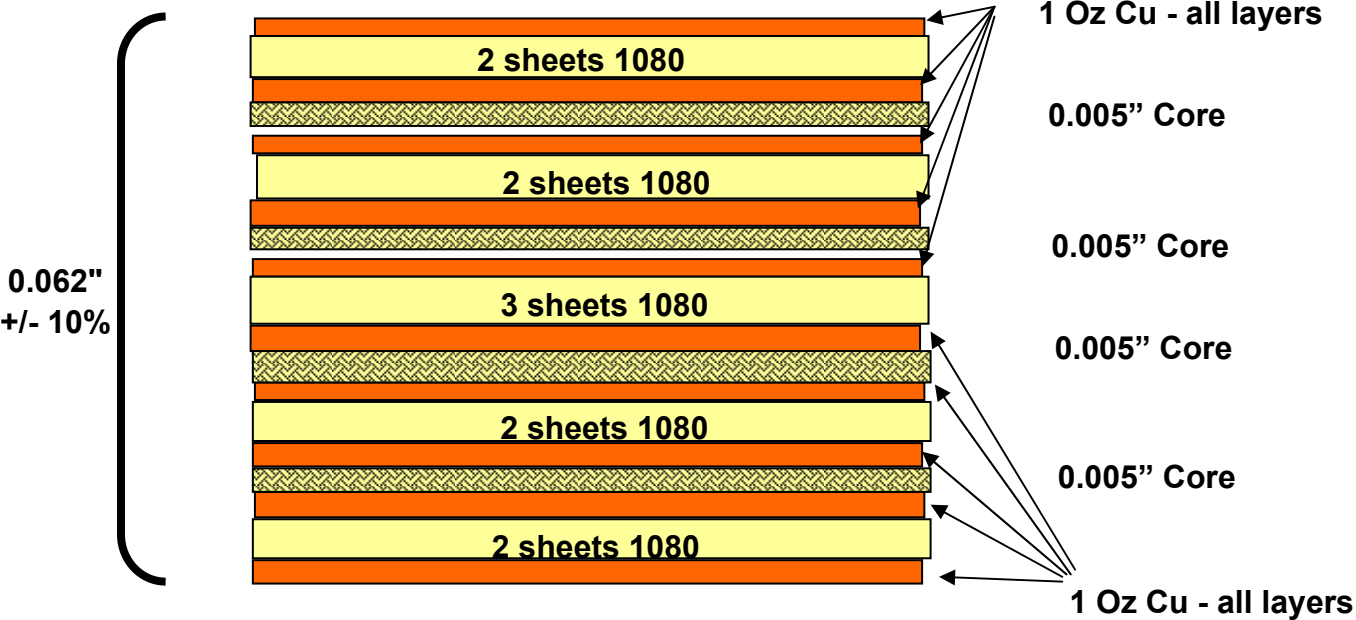 1 Oz Cu - all layers
2 sheets 1080
0.005” Core
2 sheets 1080
0.005” Core
0.062"
+/- 10%
3 sheets 1080
0.005” Core
2 sheets 1080
0.005” Core
2 sheets 1080
1 Oz Cu - all layers